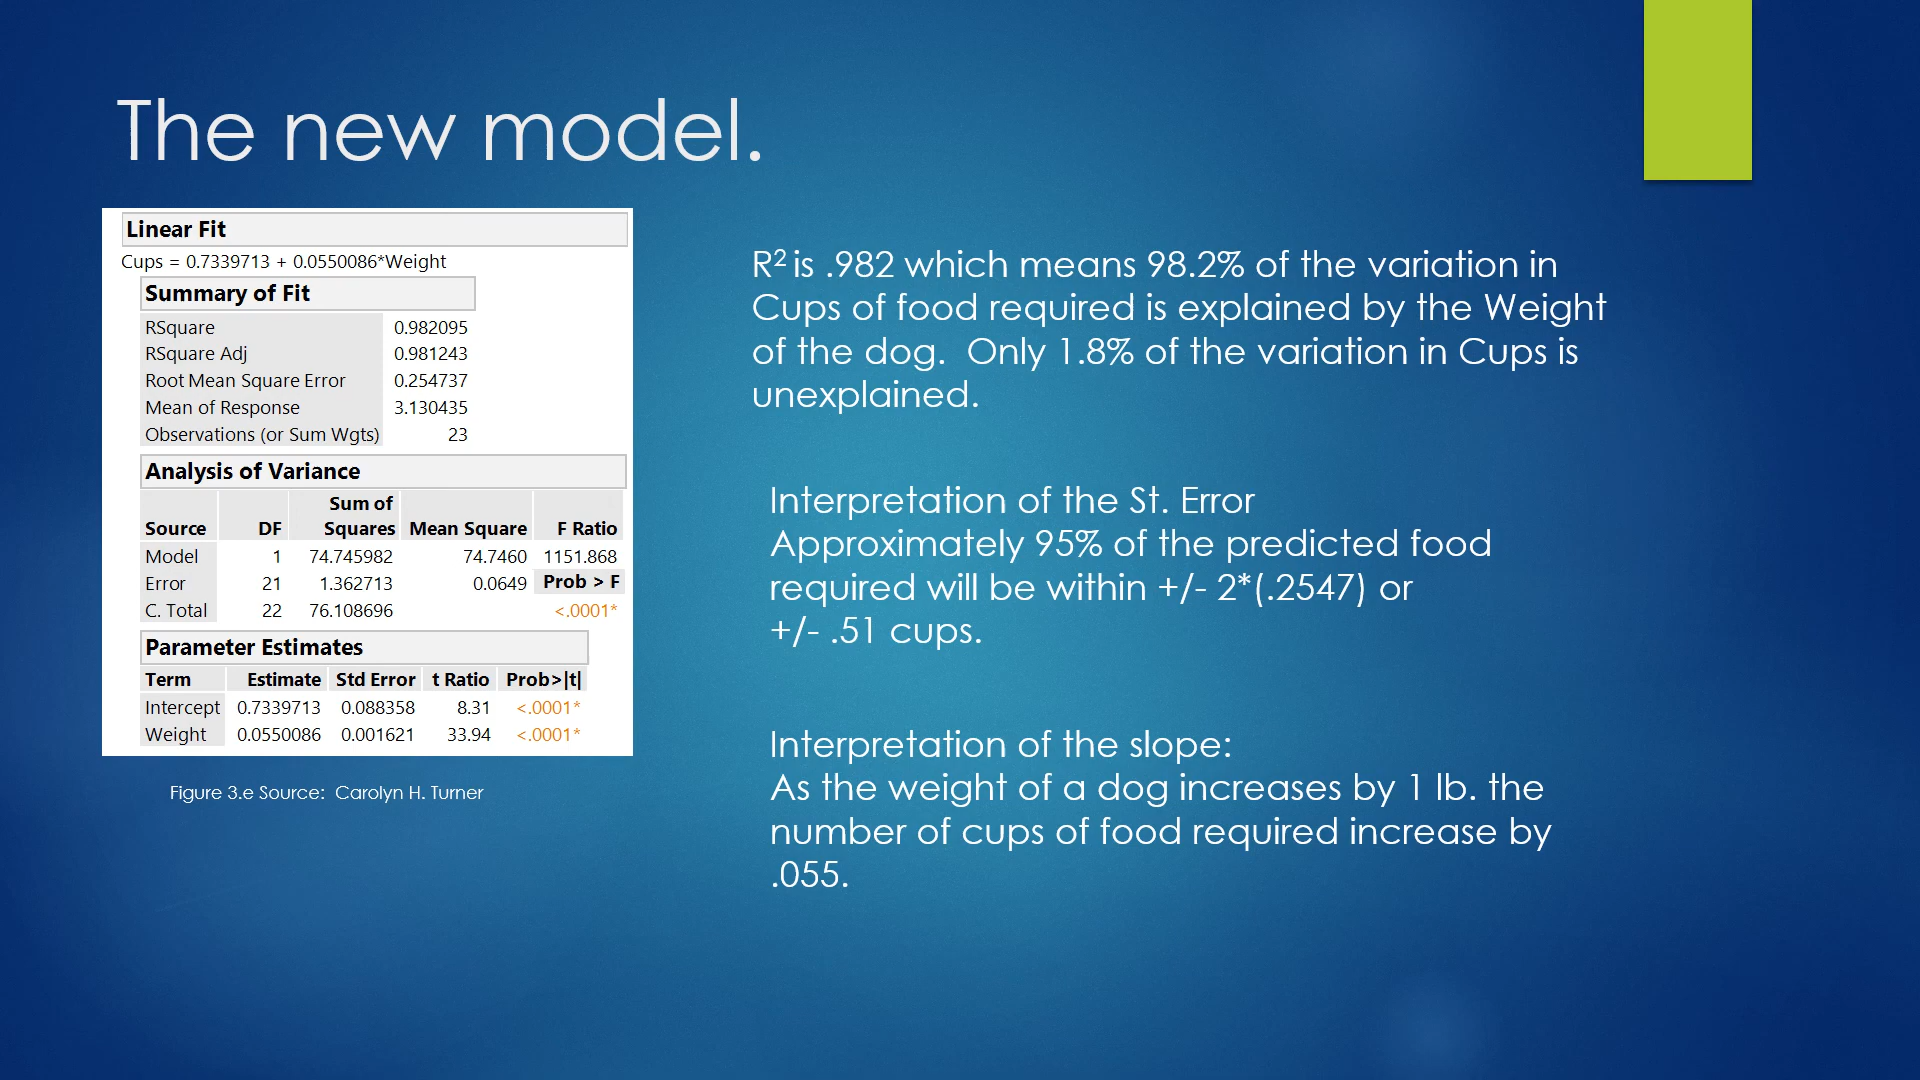 The new model.
Linear Fit
Cups = 0.7339713 + 0.0550086*Weight
Summary of Fit
RSquare 0.982095
RSquare Adj 0.981243
Root Mean Square Error 0.254737
Mean of Response 3.130435
Observations (or Sum Wgts) 23
Analysis of Variance
Sum of
Source DF Squares Mean Square F Ratio
Model 1 74.745982 74.7460 1151.868
Error 21 1.362713 0.0649 Prob > F
C. Total 22 76.108696 <.0001*
Parameter Estimates
Term Estimate Std Error t Ratio Prob>|t|
Intercept 0.7339713 0.088358 8.31 <.0001*
Weight 0.0550086 0.001621 33.94 <.0001*
Figure 3.e Source: Carolyn H. Turner
R² is .982 which means 98.2% of the variation in
Cups of food required is explained by the Weight
of the dog. Only 1.8% of the variation in Cups is
unexplained.
Interpretation of the St. Error
Approximately 95% of the predicted food
required will be within +/- 2*(.2547) or
+/- .51 cups.
Interpretation of the slope:
As the weight of a dog increases by 1 lb. the
number of cups of food required increase by
.055.